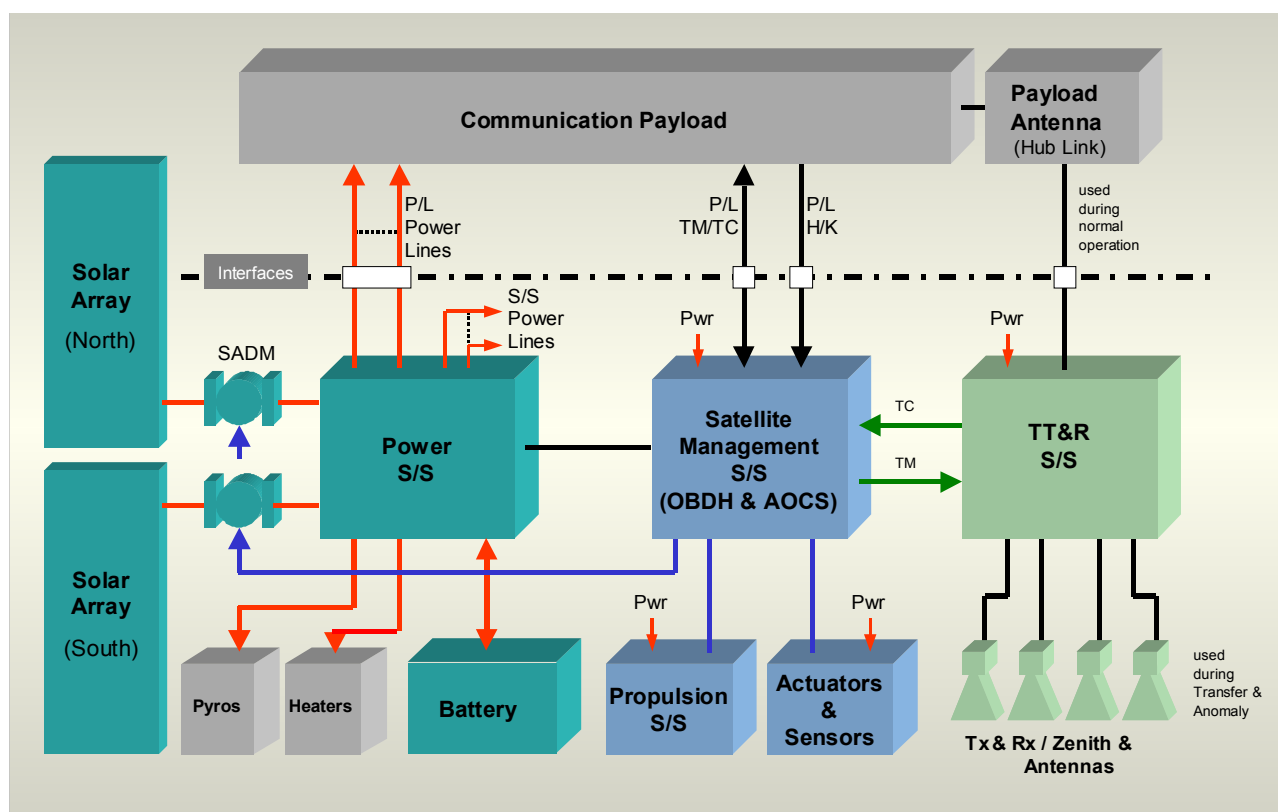 Communication Payload
Payload
Antenna
(Hub Link)
P/L
Power
Lines
P/L
TM/TC
P/L
H/K
used
during
normal
operation
Solar
Array
(North)
Interfaces
S/S
Power
Lines
Pwr
Pwr
SADM
Power
S/S
Satellite
Management
S/S
(OBDH & AOCS)
TC
TM
TT&R
S/S
Solar
Array
(South)
Pwr
Pwr
Pyros
Heaters
Battery
Propulsion
S/S
Actuators
&
Sensors
used
during
Transfer &
Anomaly
Tx & Rx / Zenith &
Antennas